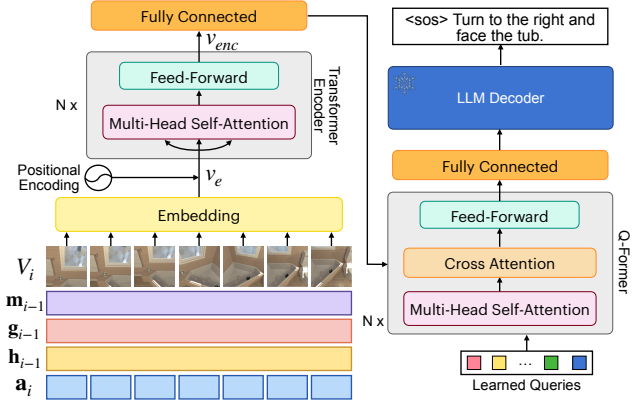 Fully Connected
v_{enc}
Feed-Forward
N x
Multi-Head Self-Attention
Transformer
Encoder
Positional
Encoding
v_e
Embedding
V_i
m_{i−1}
g_{i−1}
h_{i−1}
a_i
<sos> Turn to the right and
face the tub.
LLM Decoder
Fully Connected
Feed-Forward
Cross Attention
Multi-Head Self-Attention
N x
Q-Former
...
Learned Queries